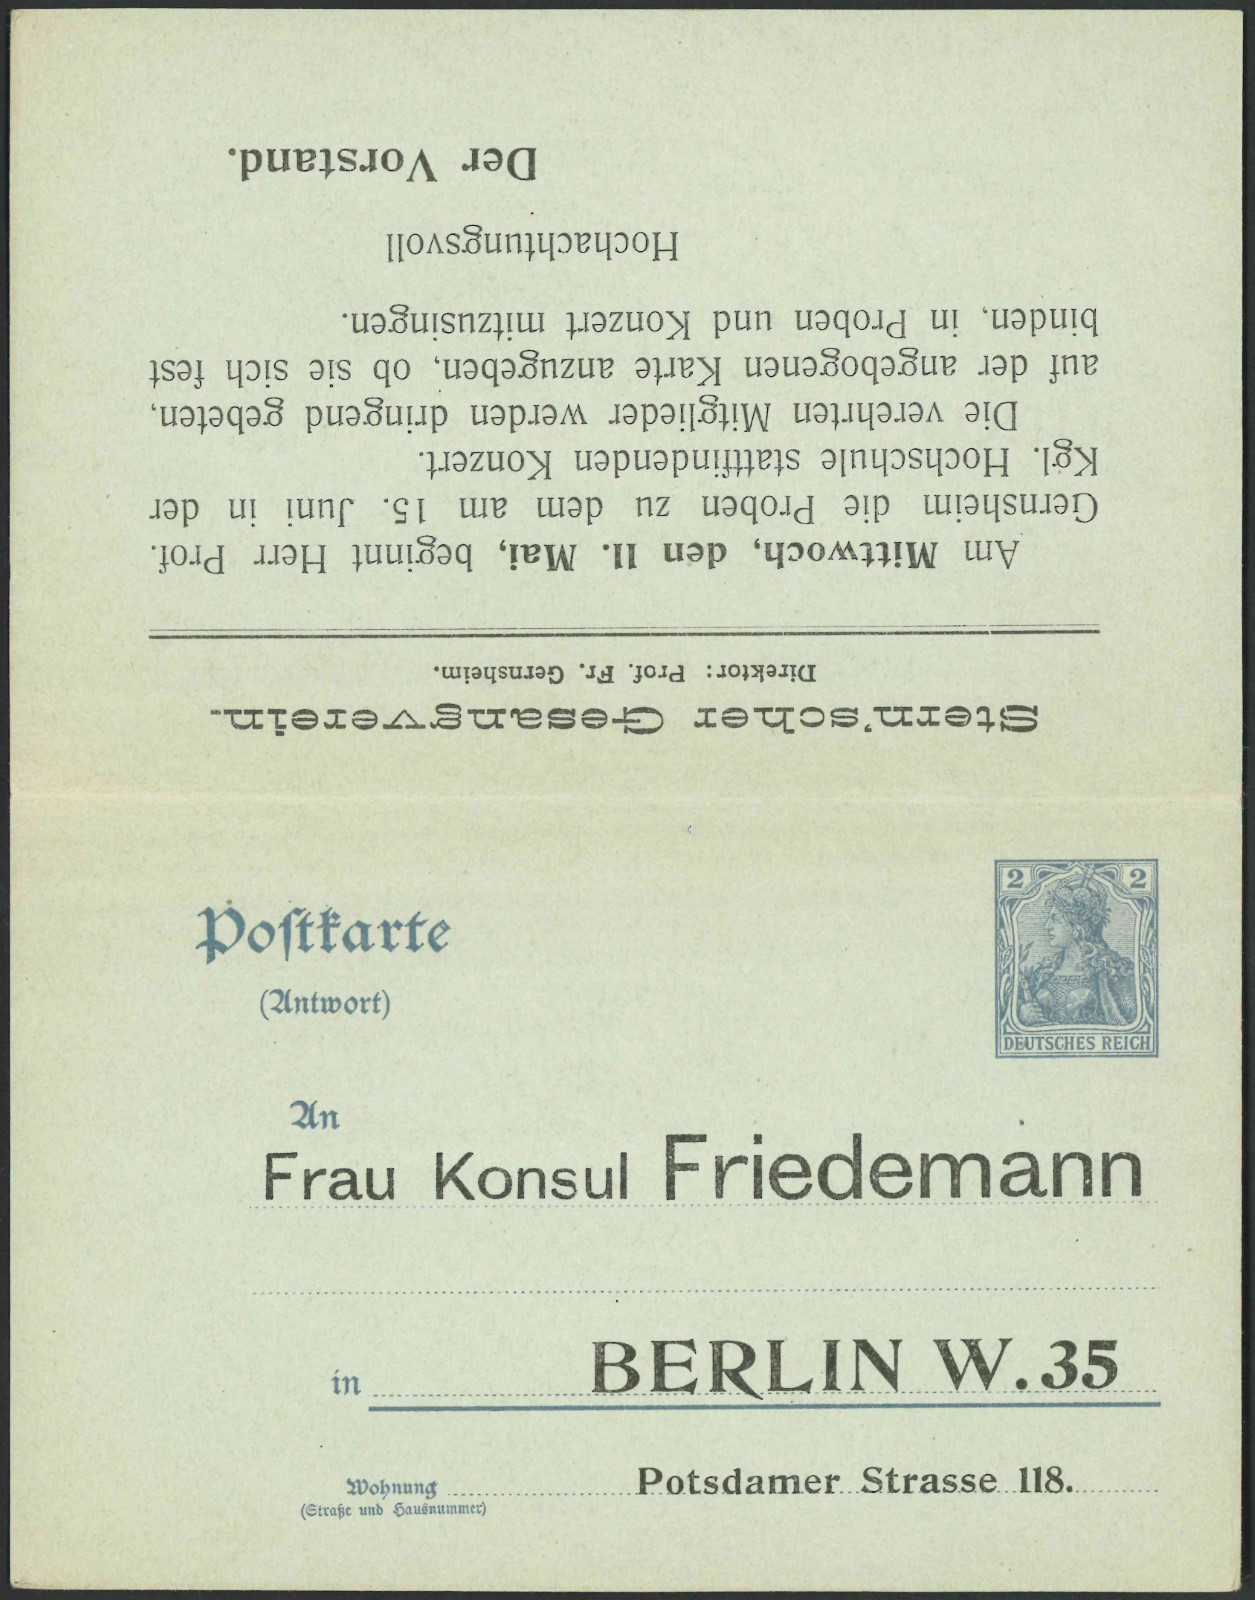 Stern'scher Gesangverein.
Direktor: Prof. Fr. Gernsheim.
Am Mittwoch, den 11. Mai, beginnt Herr Prof.
Gernsheim die Proben zu dem am 15. Juni in der
Kgl. Hochschule stattfindenden Konzert.
Die verehrten Mitglieder werden dringend gebeten,
auf der angebogenen Karte anzugeben, ob sie sich fest
binden, in Proben und Konzert mitzusingen.
Hochachtungsvoll
Der Vorstand.
2 2
DEUTSCHES REICH
Postkarte
(Antwort)
An
Frau Konsul Friedemann
in BERLIN W. 35
Wohnung Potsdamer Strasse 118.
(Straße und Hausnummer)